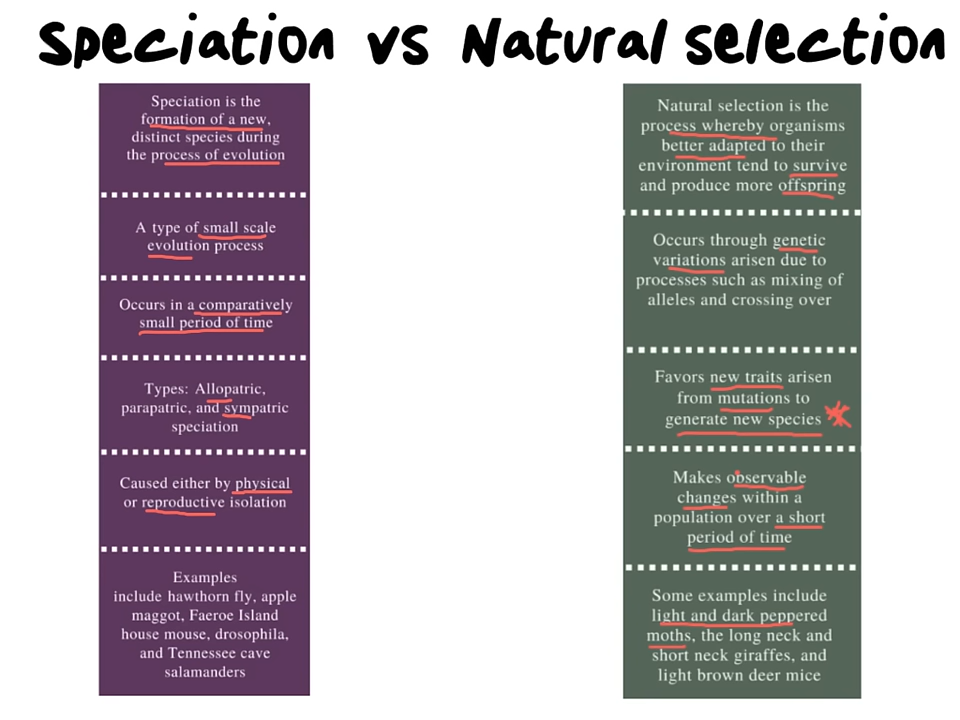 Speciation vs Natural selection
Speciation is the
formation of a new,
distinct species during
the process of evolution
A type of small scale
evolution process
Occurs in a comparatively
small period of time
Types: Allopatric,
parapatric, and sympatric
speciation
Caused either by physical
or reproductive isolation
Examples
include hawthorn fly, apple
maggot, Faeroe Island
house mouse, drosophila,
and Tennessee cave
salamanders
Natural selection is the
process whereby organisms
better adapted to their
environment tend to survive
and produce more offspring
Occurs through genetic
variations arisen due to
processes such as mixing of
alleles and crossing over
Favors new traits arisen
from mutations to
generate new species
Makes observable
changes within a
population over a short
period of time
Some examples include
light and dark peppered
moths, the long neck and
short neck giraffes, and
light brown deer mice